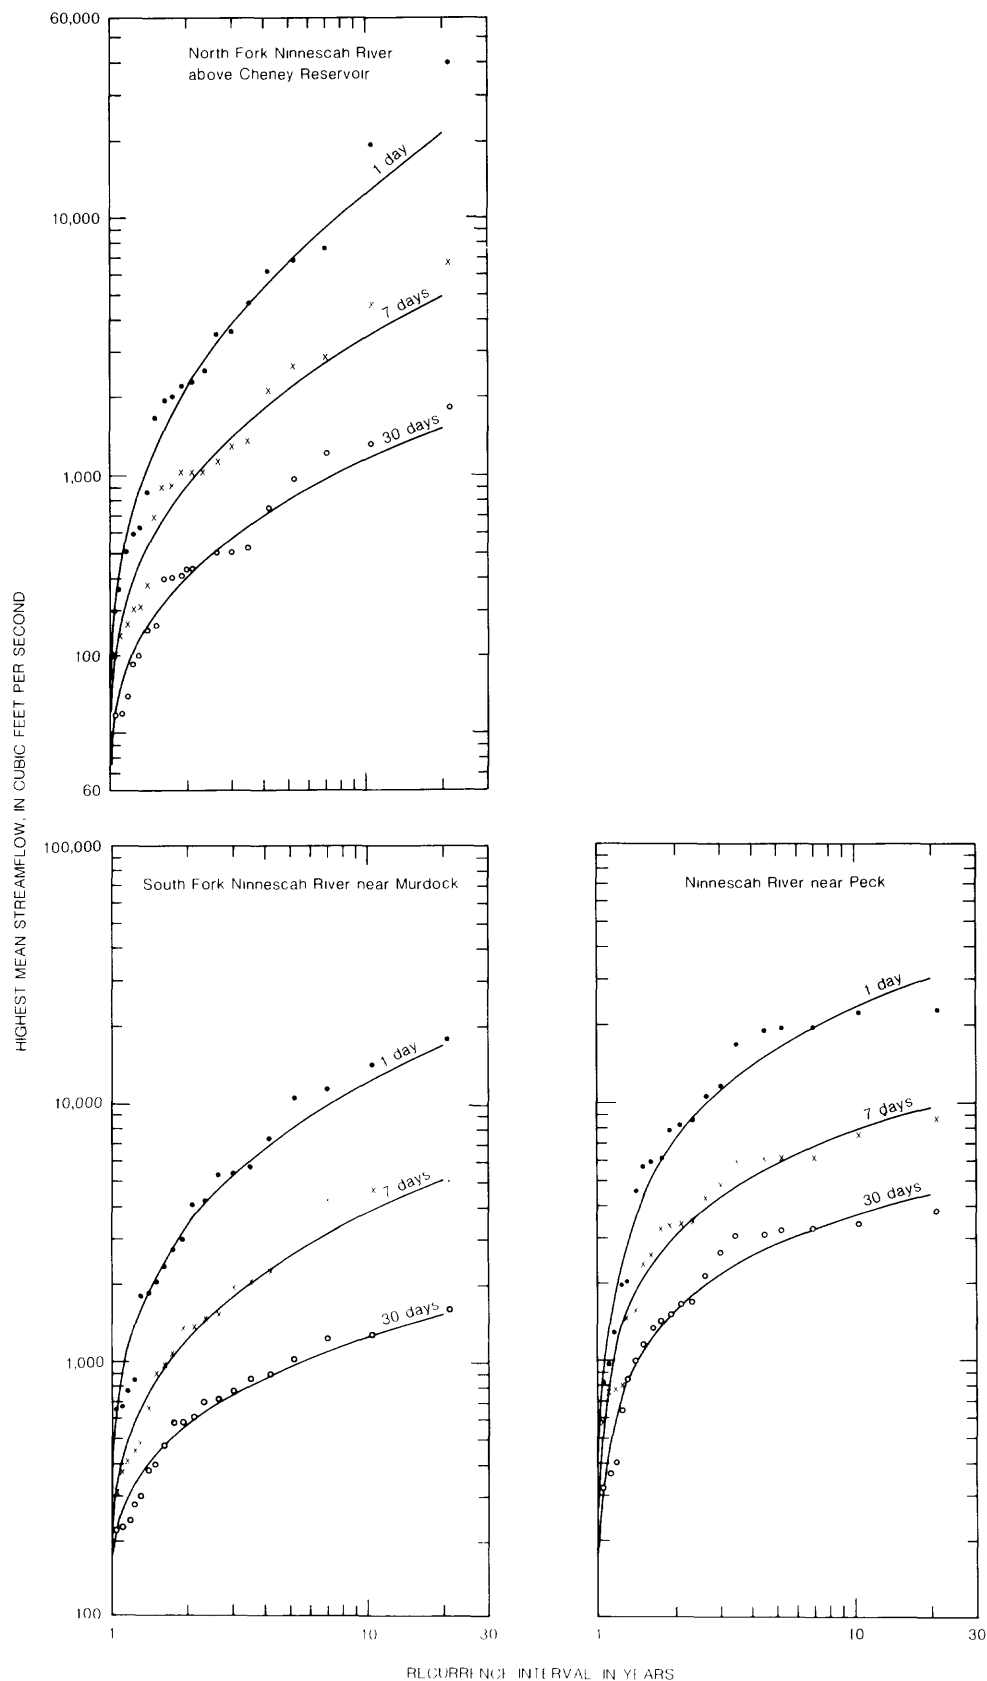 HIGHEST MEAN STREAMFLOW, IN CUBIC FEET PER SECOND
60,000
North Fork Ninnescah River
above Cheney Reservoir
1 day
10,000
7 days
30 days
1,000
100
60
100,000
South Fork Ninnescah River near Murdock
1 day
10,000
7 days
30 days
1,000
100
1
10
30
Ninnescah River near Peck
1 day
7 days
30 days
1
10
30
RECURRENCE INTERVAL IN YEARS